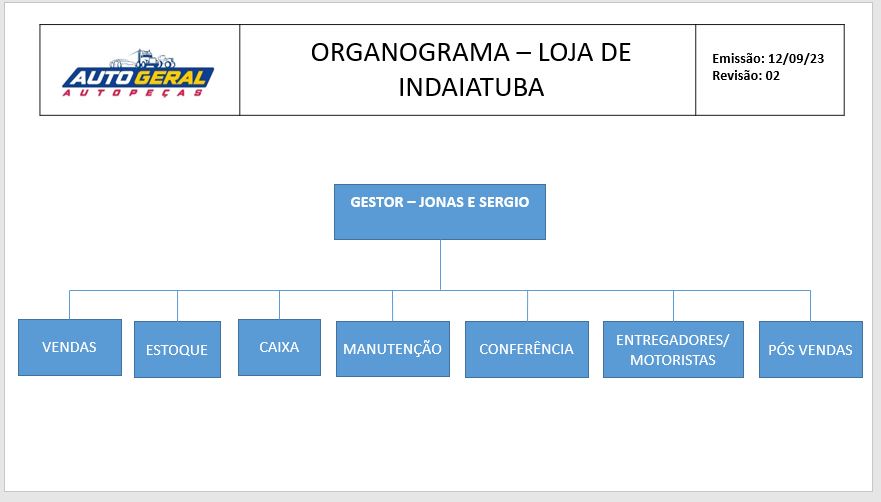 AUTO GERAL
AUTOPEÇAS
ORGANOGRAMA – LOJA DE
INDAIATUBA
Emissão: 12/09/23
Revisão: 02
GESTOR – JONAS E SERGIO
VENDAS
ESTOQUE
CAIXA
MANUTENÇÃO
CONFERÊNCIA
ENTREGADORES/
MOTORISTAS
PÓS VENDAS